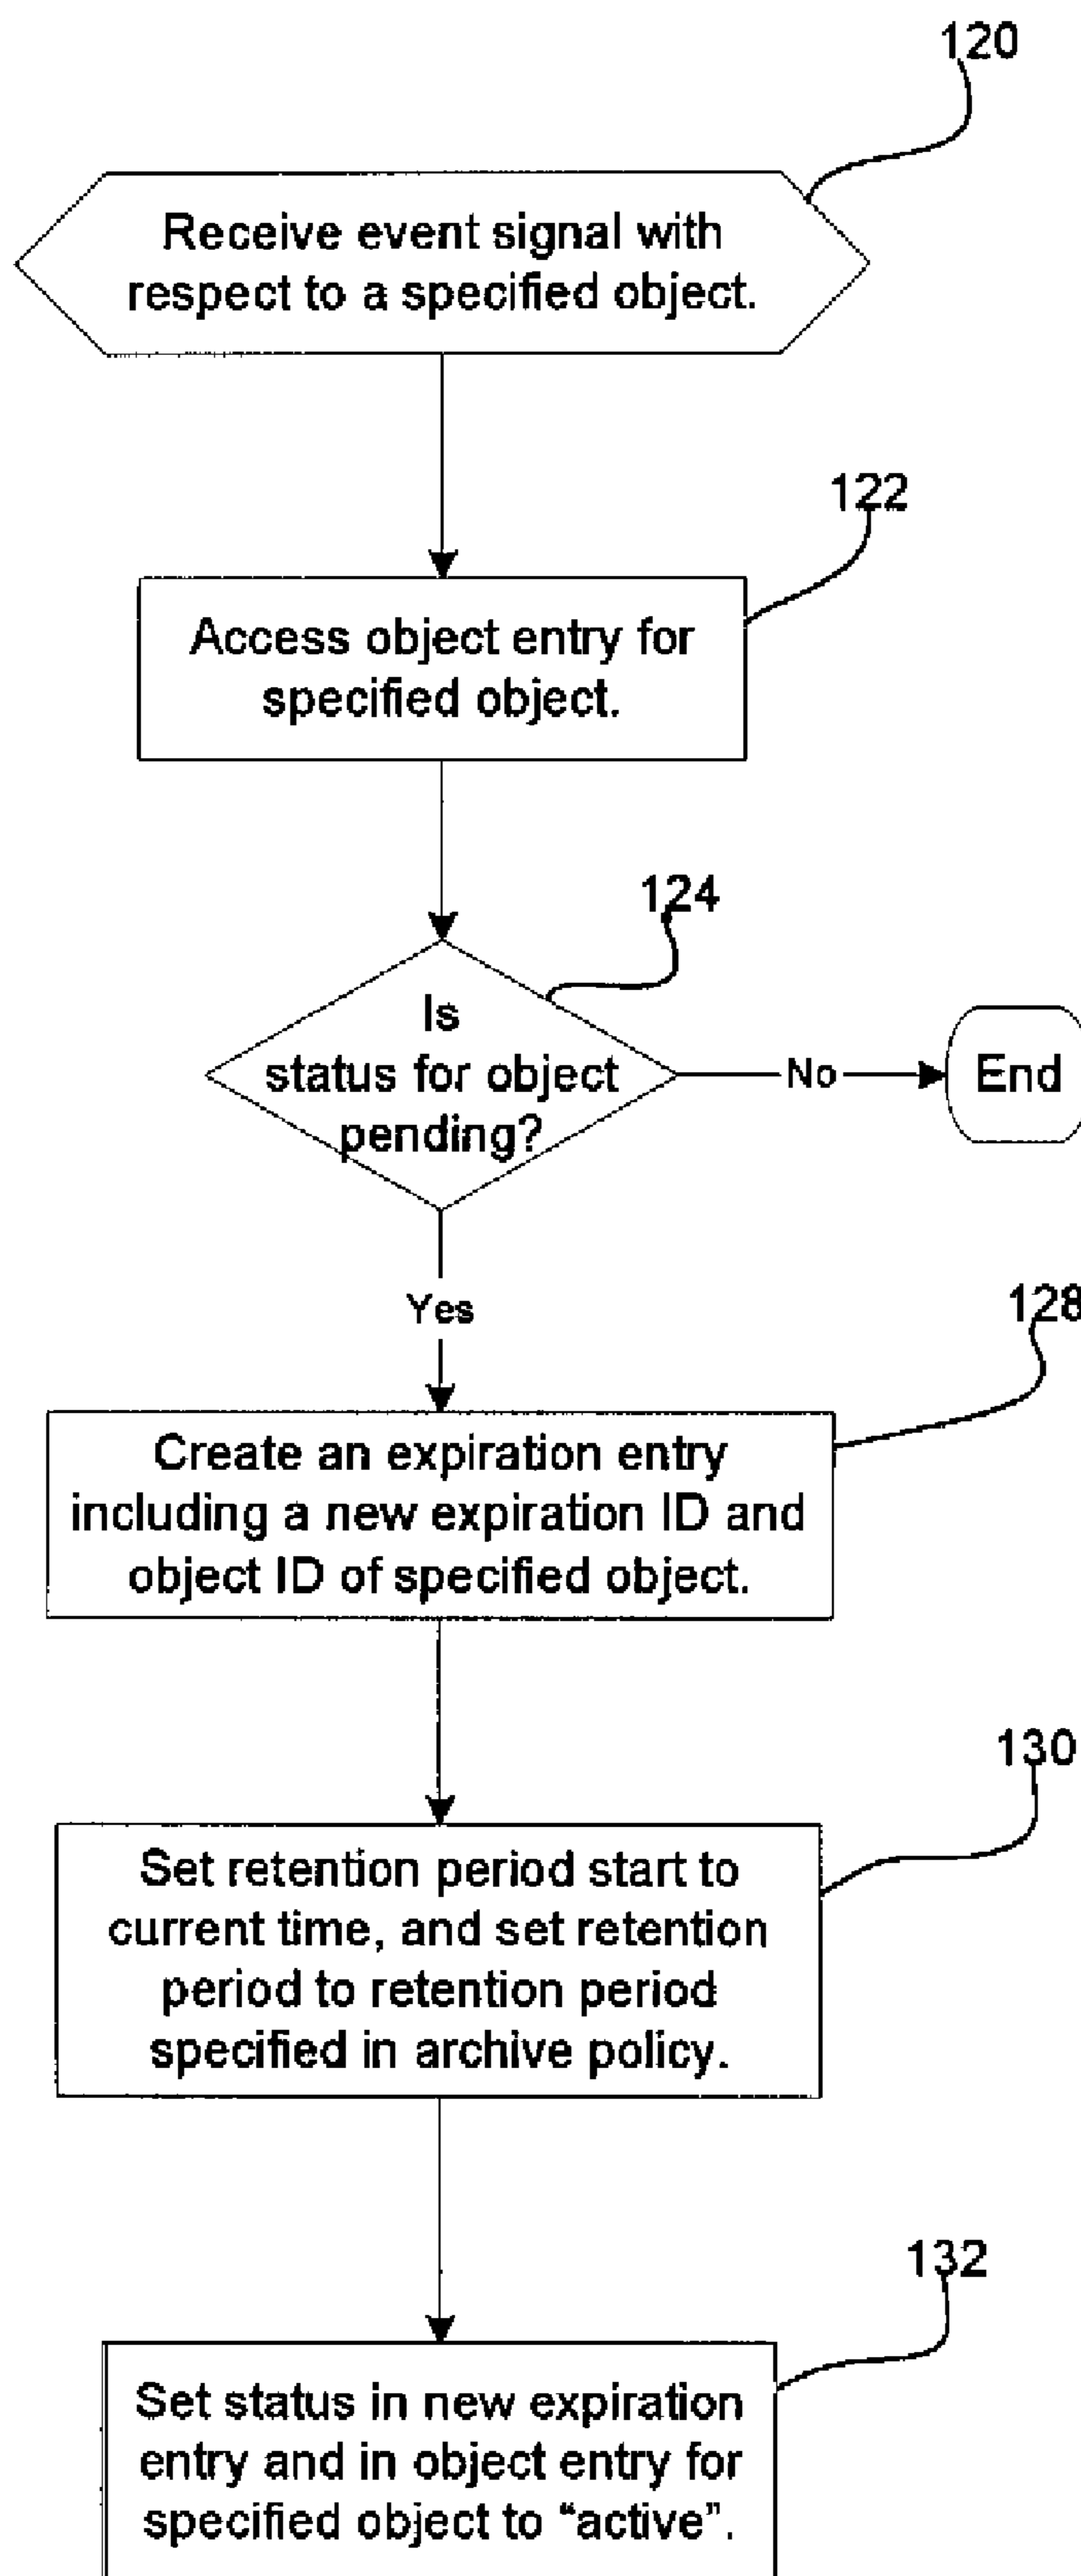 120
Receive event signal with
respect to a specified object.
122
Access object entry for
specified object.
124
Is
status for object
pending?
No
End
Yes
128
Create an expiration entry
including a new expiration ID and
object ID of specified object.
130
Set retention period start to
current time, and set retention
period to retention period
specified in archive policy.
132
Set status in new expiration
entry and in object entry for
specified object to “active”.